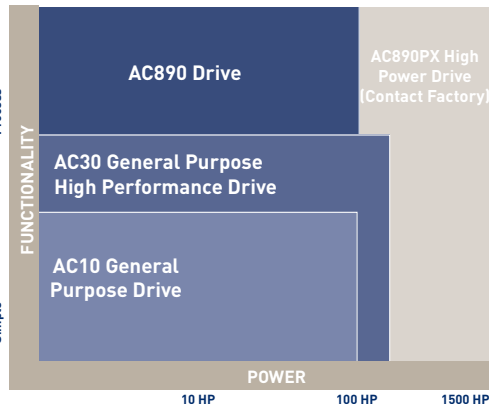 AC890 Drive
AC890PX High
Power Drive
(Contact Factory)
AC30 General Purpose
High Performance Drive
AC10 General
Purpose Drive
FUNCTIONALITY
POWER
10 HP
100 HP
1500 HP